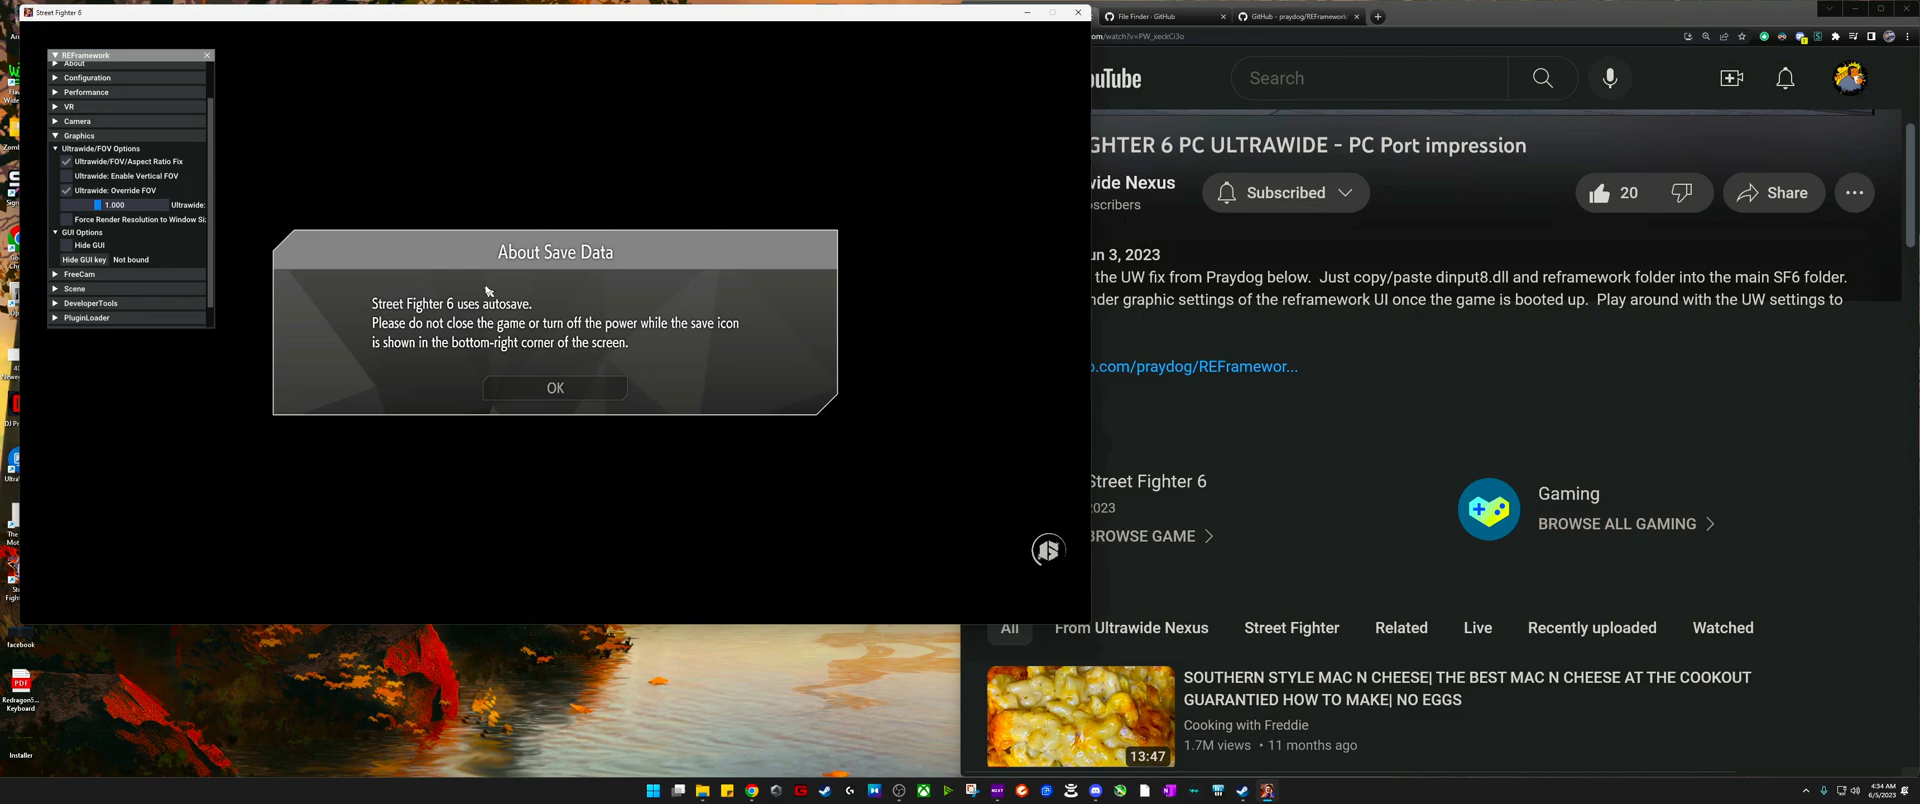 Street Fighter 6
REFramework
About
Configuration
Performance
VR
Camera
Graphics
Ultrawide/FOV Options
Ultrawide/FOV/Aspect Ratio Fix
Ultrawide: Enable Vertical FOV
Ultrawide: Override FOV
1.000 Ultrawide:
Force Render Resolution to Window Si
GUI Options
Hide GUI
Hide GUI key Not bound
FreeCam
Scene
DeveloperTools
PluginLoader
About Save Data
Street Fighter 6 uses autosave.
Please do not close the game or turn off the power while the save icon
is shown in the bottom-right corner of the screen.
OK
File Finder · GitHub
GitHub - praydog/REFramework
om/watch?v=PW_xeckCi3o
ouTube
Search
GHTER 6 PC ULTRAWIDE - PC Port impression
wide Nexus
scribers
Subscribed
20
Share
un 3, 2023
the UW fix from Praydog below. Just copy/paste dinput8.dll and reframework folder into the main SF6 folder.
nder graphic settings of the reframework UI once the game is booted up. Play around with the UW settings to
.com/praydog/REFramewor...
Street Fighter 6
2023
BROWSE GAME
Gaming
BROWSE ALL GAMING
All
From Ultrawide Nexus
Street Fighter
Related
Live
Recently uploaded
Watched
SOUTHERN STYLE MAC N CHEESE| THE BEST MAC N CHEESE AT THE COOKOUT
GUARANTIED HOW TO MAKE| NO EGGS
Cooking with Freddie
1.7M views • 11 months ago
13:47
facebook
PDF
RedragonS...
Keyboard
Installer
4:34 AM
6/5/2023